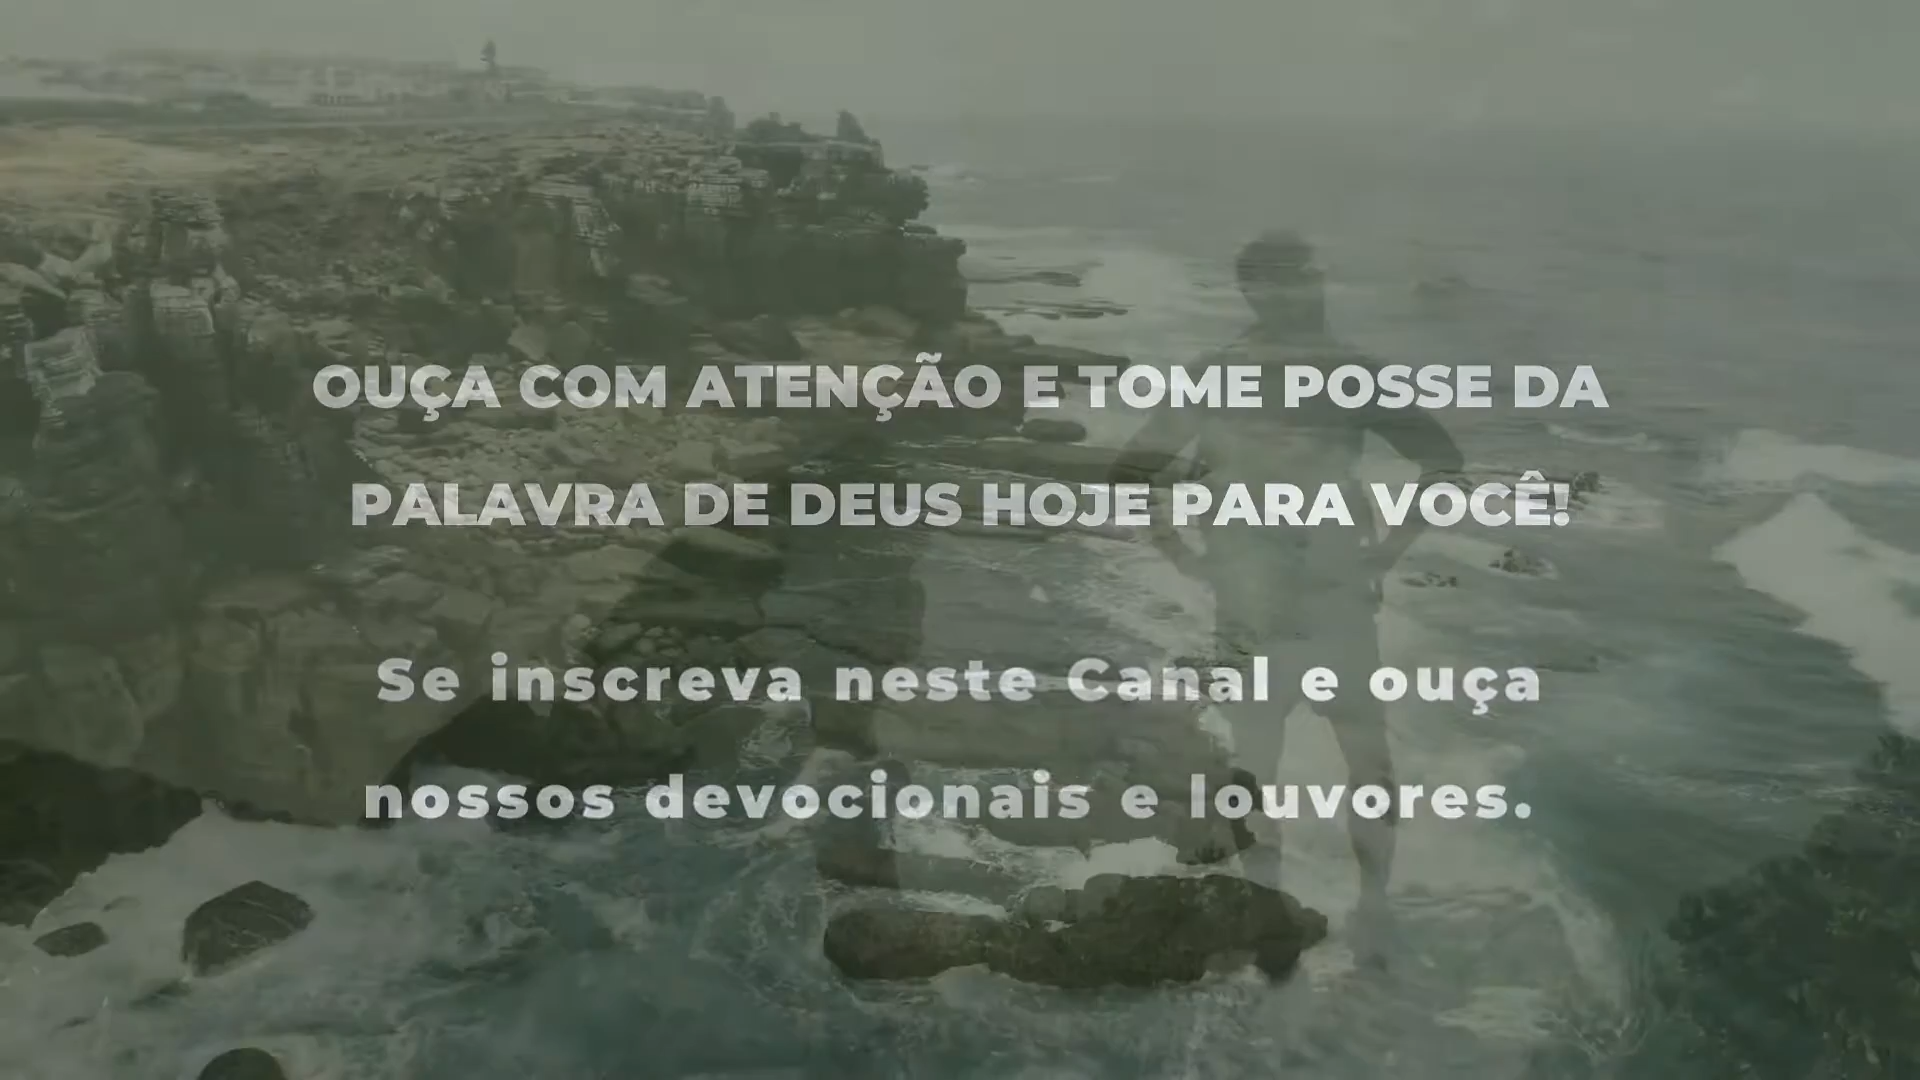 OUÇA COM ATENÇÃO E TOME POSSE DA
PALAVRA DE DEUS HOJE PARA VOCÊ!
Se inscreva neste Canal e ouça
nossos devocionais e louvores.